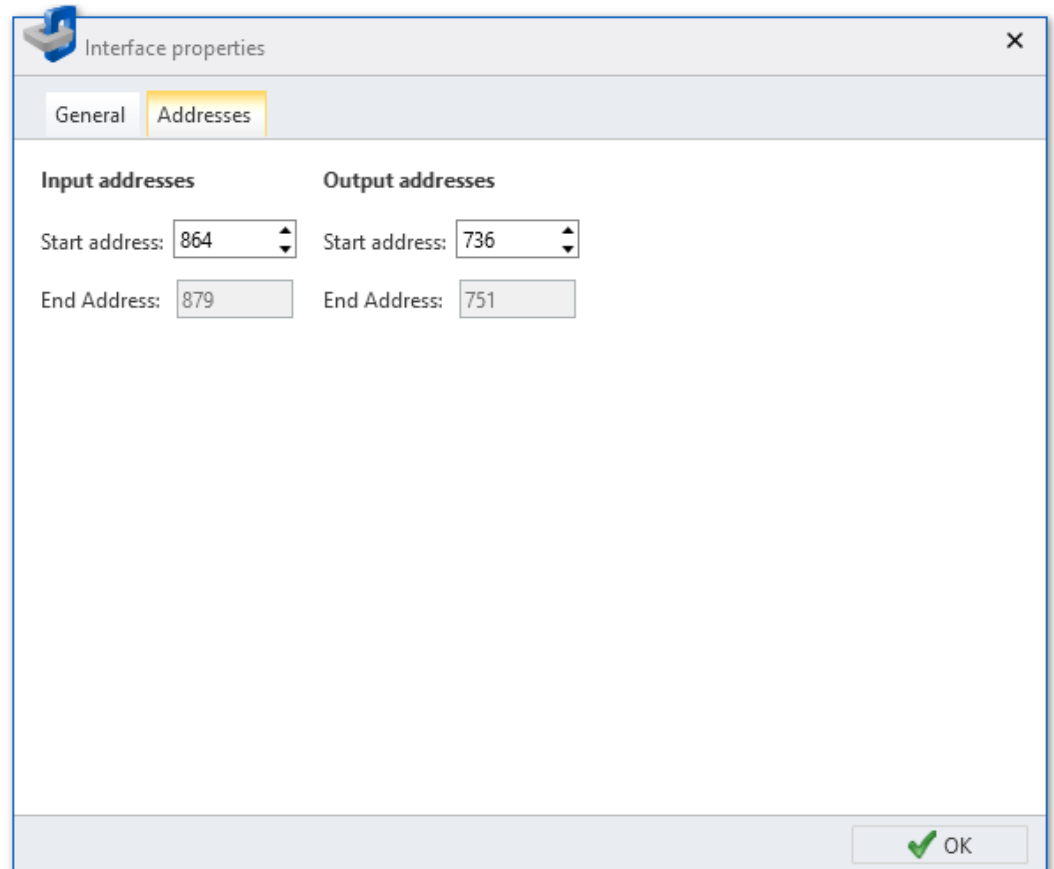 Interface properties
General Addresses
Input addresses Output addresses
Start address: 864 Start address: 736
End Address: 879 End Address: 751
OK